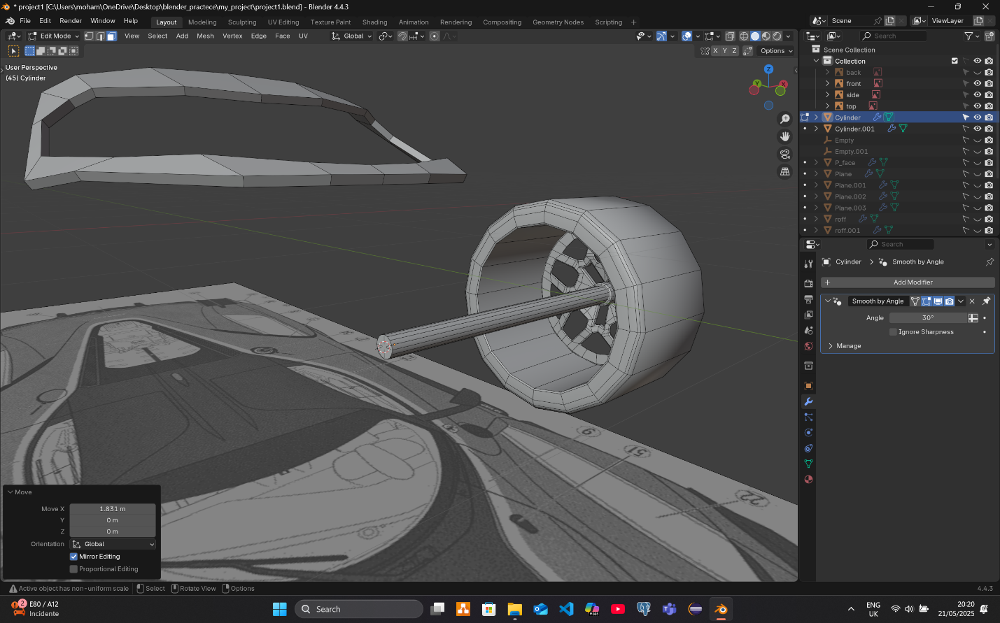 * project1 [C:\Users\moham\OneDrive\Desktop\blender_practece\my_project\project1.blend] - Blender 4.4.3
File Edit Render Window Help
Layout Modeling Sculpting UV Editing Texture Paint Shading Animation Rendering Compositing Geometry Nodes Scripting +
Scene
ViewLayer
Edit Mode View Select Add Mesh Vertex Edge Face UV
Global
Search
X Y Z Options
User Perspective
(45) Cylinder
Z
Y
X
Scene Collection
Collection
back
front
side
top
Cylinder
Cylinder.001
Empty
Empty.001
P_face
Plane
Plane.001
Plane.002
Plane.003
roff
roff.001
Search
Cylinder > Smooth by Angle
+ Add Modifier
Smooth by Angle
Angle 30°
Ignore Sharpness
Manage
Move
Move X 1.831 m
Y 0 m
Z 0 m
Orientation Global
Mirror Editing
Proportional Editing
Active object has non-uniform scale Select Rotate View Options
4.4.3
2
E80 / A12
Incidente
Search
M365
ENG
UK
20:20
21/05/2025